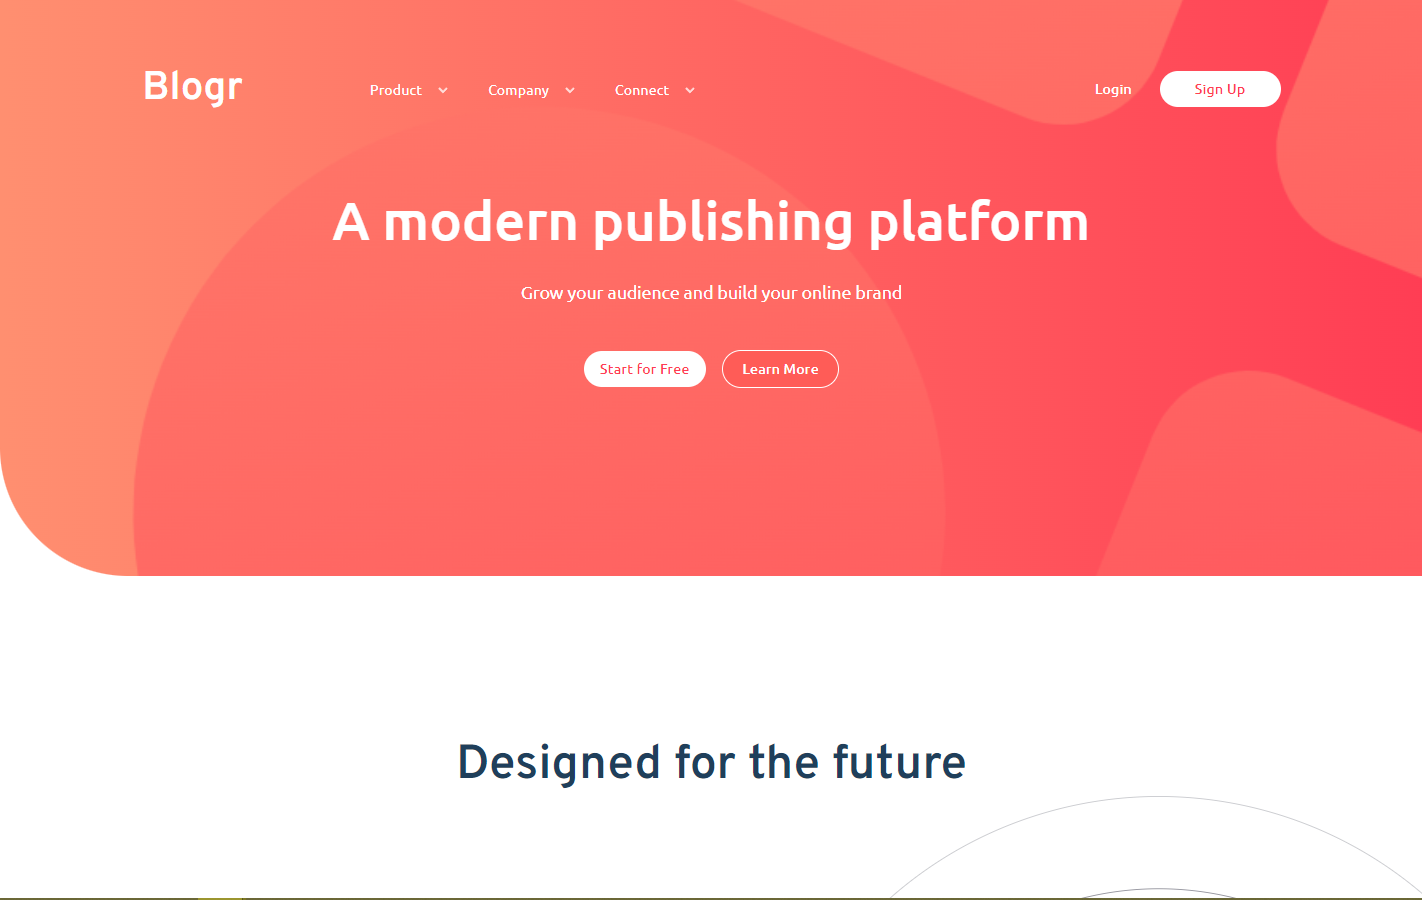 Blogr Product Company Connect Login Sign Up
A modern publishing platform
Grow your audience and build your online brand
Start for Free Learn More
Designed for the future